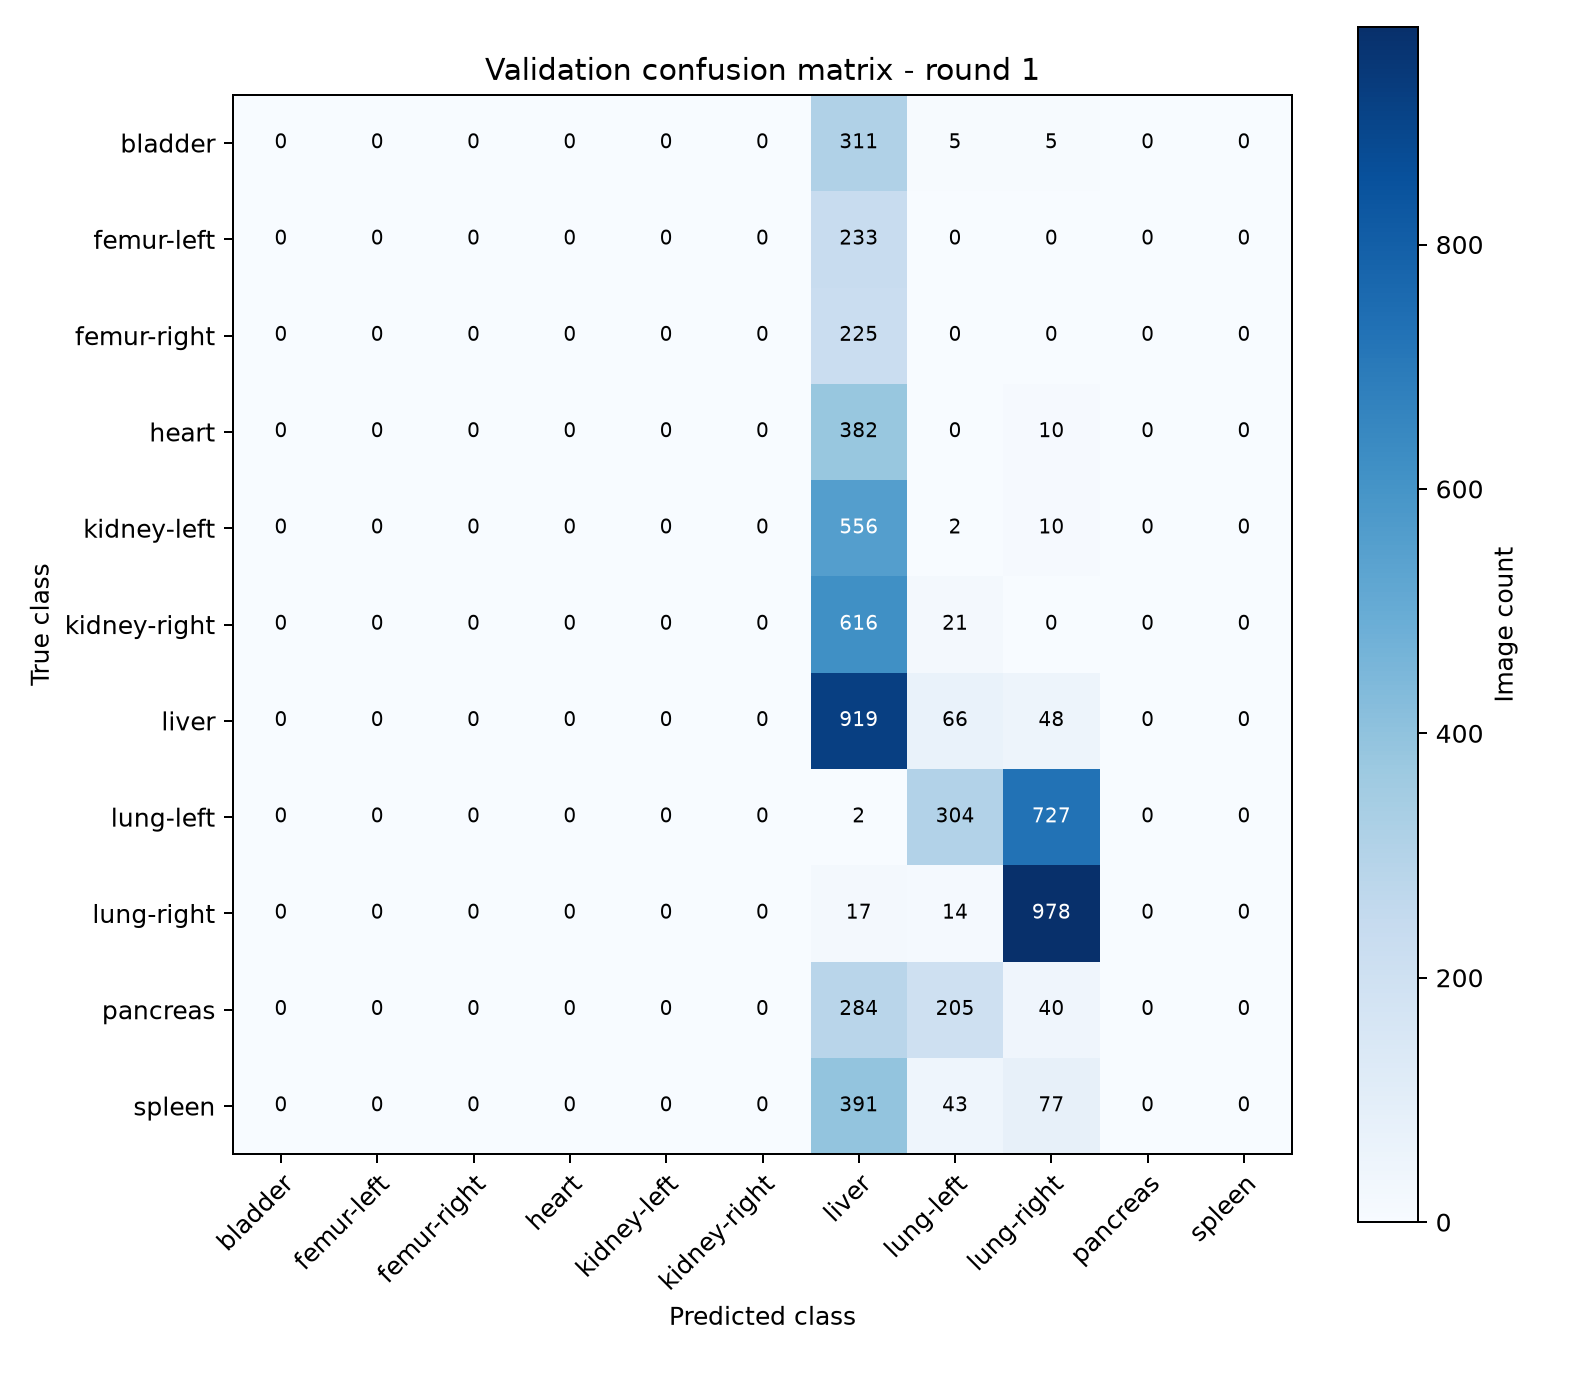 Validation confusion matrix - round 1
True class
bladder 0 0 0 0 0 0 311 5 5 0 0
femur-left 0 0 0 0 0 0 233 0 0 0 0
femur-right 0 0 0 0 0 0 225 0 0 0 0
heart 0 0 0 0 0 0 382 0 10 0 0
kidney-left 0 0 0 0 0 0 556 2 10 0 0
kidney-right 0 0 0 0 0 0 616 21 0 0 0
liver 0 0 0 0 0 0 919 66 48 0 0
lung-left 0 0 0 0 0 0 2 304 727 0 0
lung-right 0 0 0 0 0 0 17 14 978 0 0
pancreas 0 0 0 0 0 0 284 205 40 0 0
spleen 0 0 0 0 0 0 391 43 77 0 0
bladder femur-left femur-right heart kidney-left kidney-right liver lung-left lung-right pancreas spleen
Predicted class
800
600
400
200
0
Image count